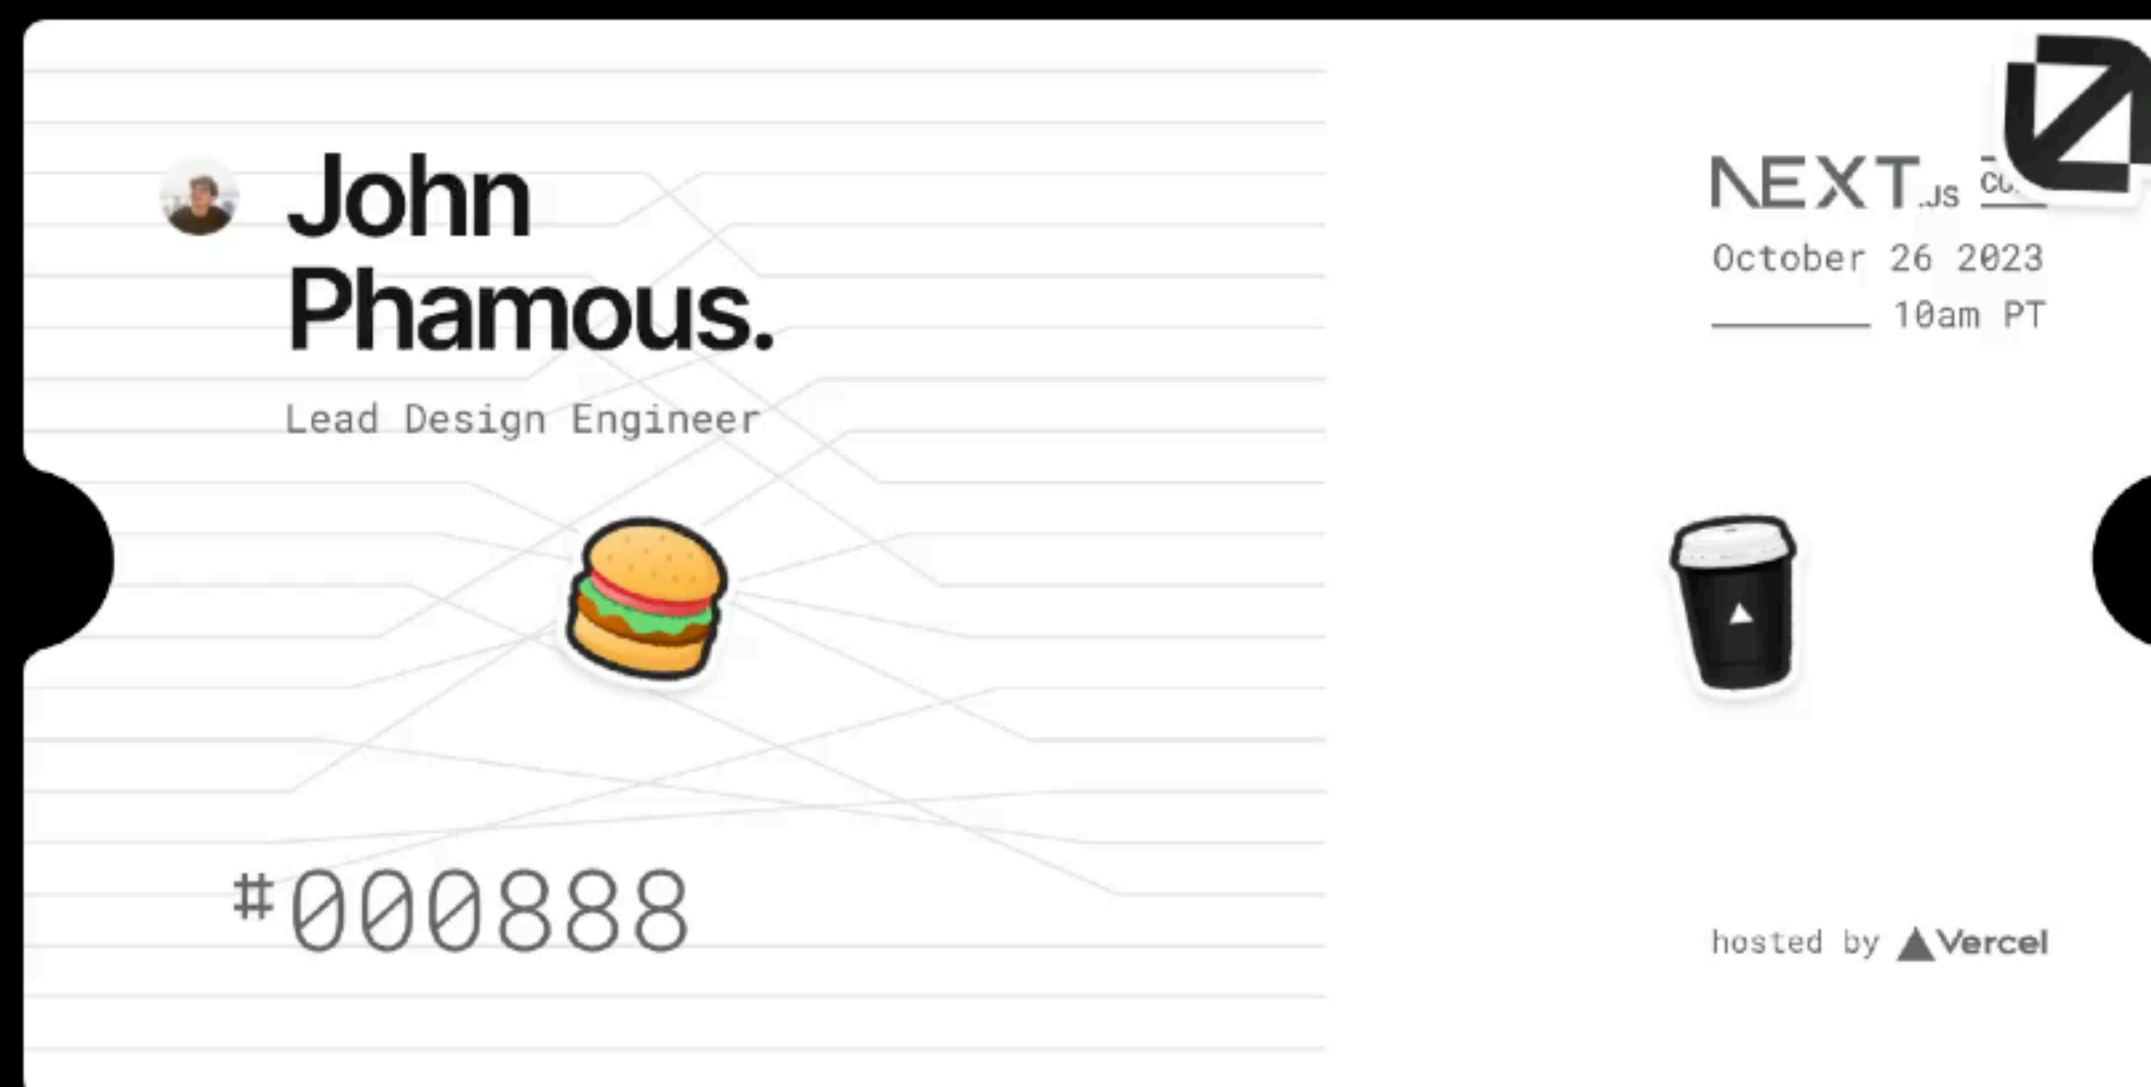 John
Phamous.
Lead Design Engineer
#000888
NEXT.JS
October 26 2023
10am PT
hosted by Vercel